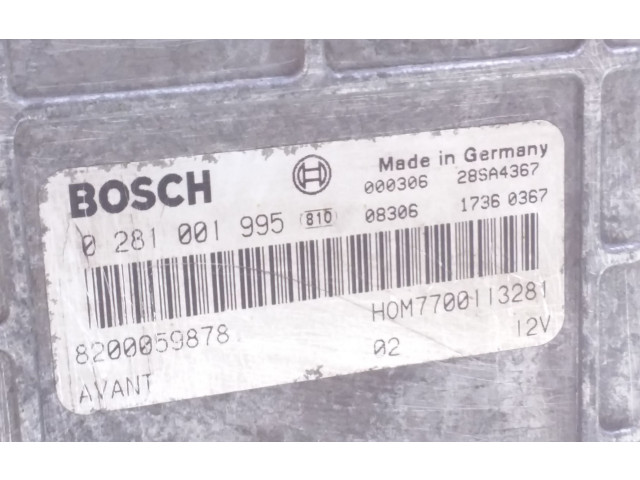 BOSCH Made in Germany
000306 28SA4367
0 281 001 995 810 08306 1736 0367
8200059878 HOM7700113281
AVANT 02 12V